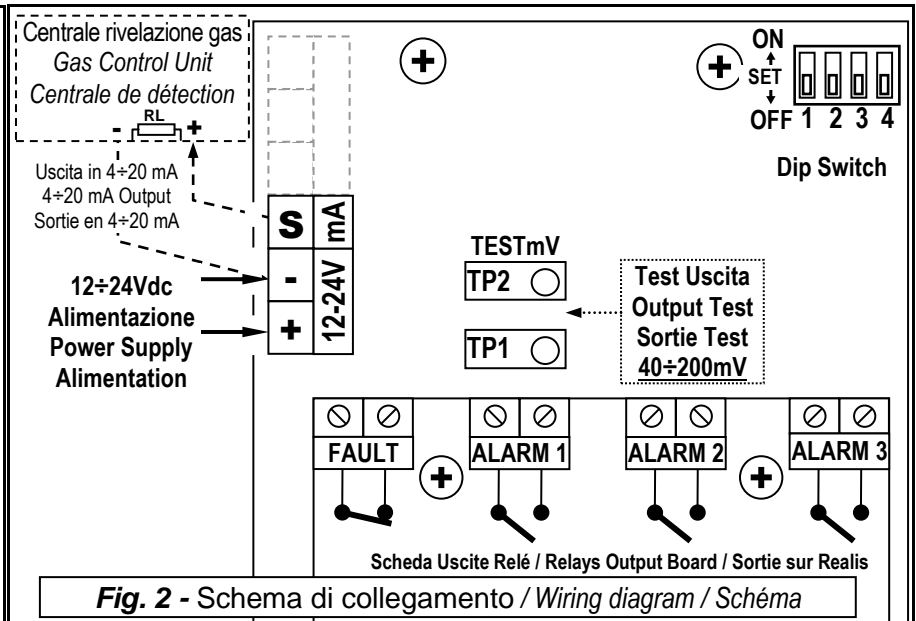 Centrale rivelazione gas
Gas Control Unit
Centrale de détection
RL
- +
Uscita in 4÷20 mA
4÷20 mA Output
Sortie en 4÷20 mA
12÷24Vdc
Alimentazione
Power Supply
Alimentation
S mA
- 12-24V
+
ON
SET
OFF 1 2 3 4
Dip Switch
TESTmV
TP2
TP1
Test Uscita
Output Test
Sortie Test
40÷200mV
FAULT ALARM 1 ALARM 2 ALARM 3
Scheda Uscite Relé / Relays Output Board / Sortie sur Realis
Fig. 2 - Schema di collegamento / Wiring diagram / Schéma